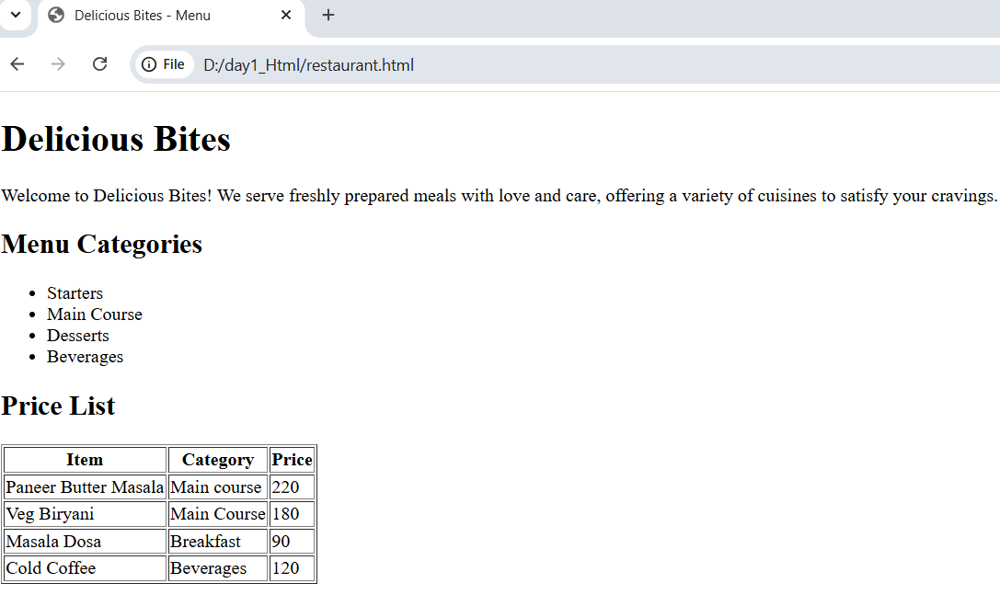 Delicious Bites - Menu
File D:/day1_Html/restaurant.html
Delicious Bites
Welcome to Delicious Bites! We serve freshly prepared meals with love and care, offering a variety of cuisines to satisfy your cravings.
Menu Categories
Starters
Main Course
Desserts
Beverages
Price List
Item Category Price
Paneer Butter Masala Main course 220
Veg Biryani Main Course 180
Masala Dosa Breakfast 90
Cold Coffee Beverages 120